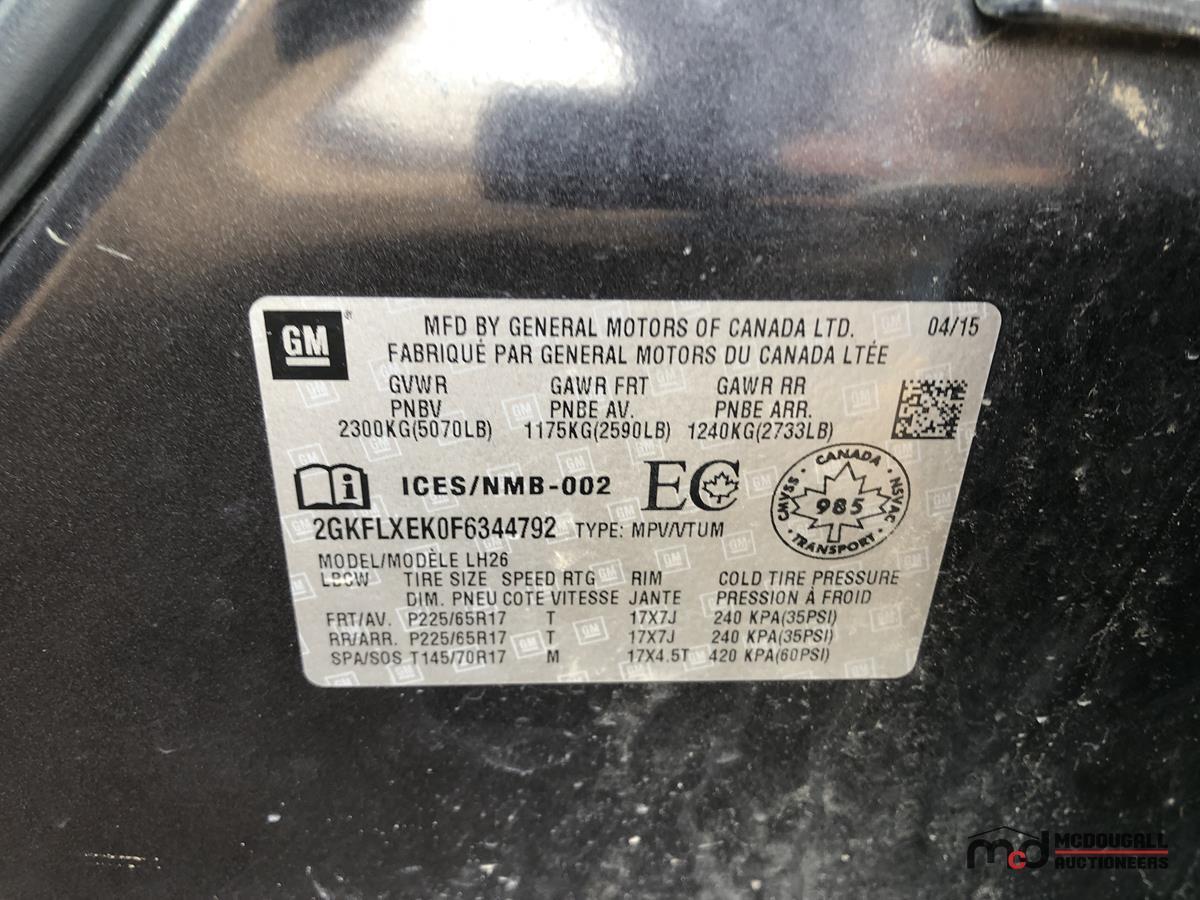 GM
MFD BY GENERAL MOTORS OF CANADA LTD. 04/15
FABRIQUÉ PAR GENERAL MOTORS DU CANADA LTÉE
GVWR GAWR FRT GAWR RR
PNBV PNBE AV. PNBE ARR.
2300KG(5070LB) 1175KG(2590LB) 1240KG(2733LB)
i ICES/NMB-002 EC
CANADA
CMVSS 985 NSVAC
TRANSPORT
2GKFLXEK0F6344792 TYPE: MPV/VTUM
MODEL/MODÈLE LH26
TIRE SIZE SPEED RTG RIM COLD TIRE PRESSURE
DIM. PNEU COTE VITESSE JANTE PRESSION À FROID
FRT/AV. P225/65R17 T 17X7J 240 KPA(35PSI)
RR/ARR. P225/65R17 T 17X7J 240 KPA(35PSI)
SPA/SOS T145/70R17 M 17X4.5T 420 KPA(60PSI)
mcd MCDOUGALL
AUCTIONEERS